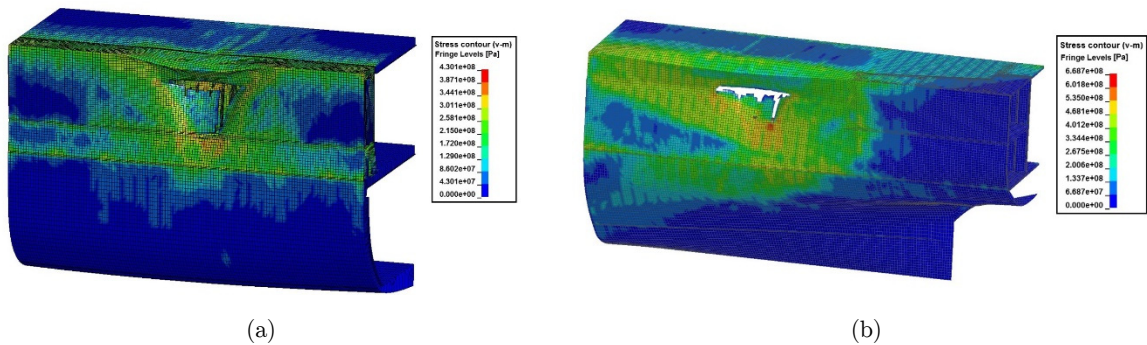 Stress contour (v-m)
Fringe Levels [Pa]
4.301e+08
3.871e+08
3.441e+08
3.011e+08
2.581e+08
2.150e+08
1.720e+08
1.290e+08
8.602e+07
4.301e+07
0.000e+00
Stress contour (v-m)
Fringe Levels [Pa]
6.687e+08
6.018e+08
5.350e+08
4.681e+08
4.012e+08
3.344e+08
2.675e+08
2.006e+08
1.337e+08
6.687e+07
0.000e+00
(a)
(b)